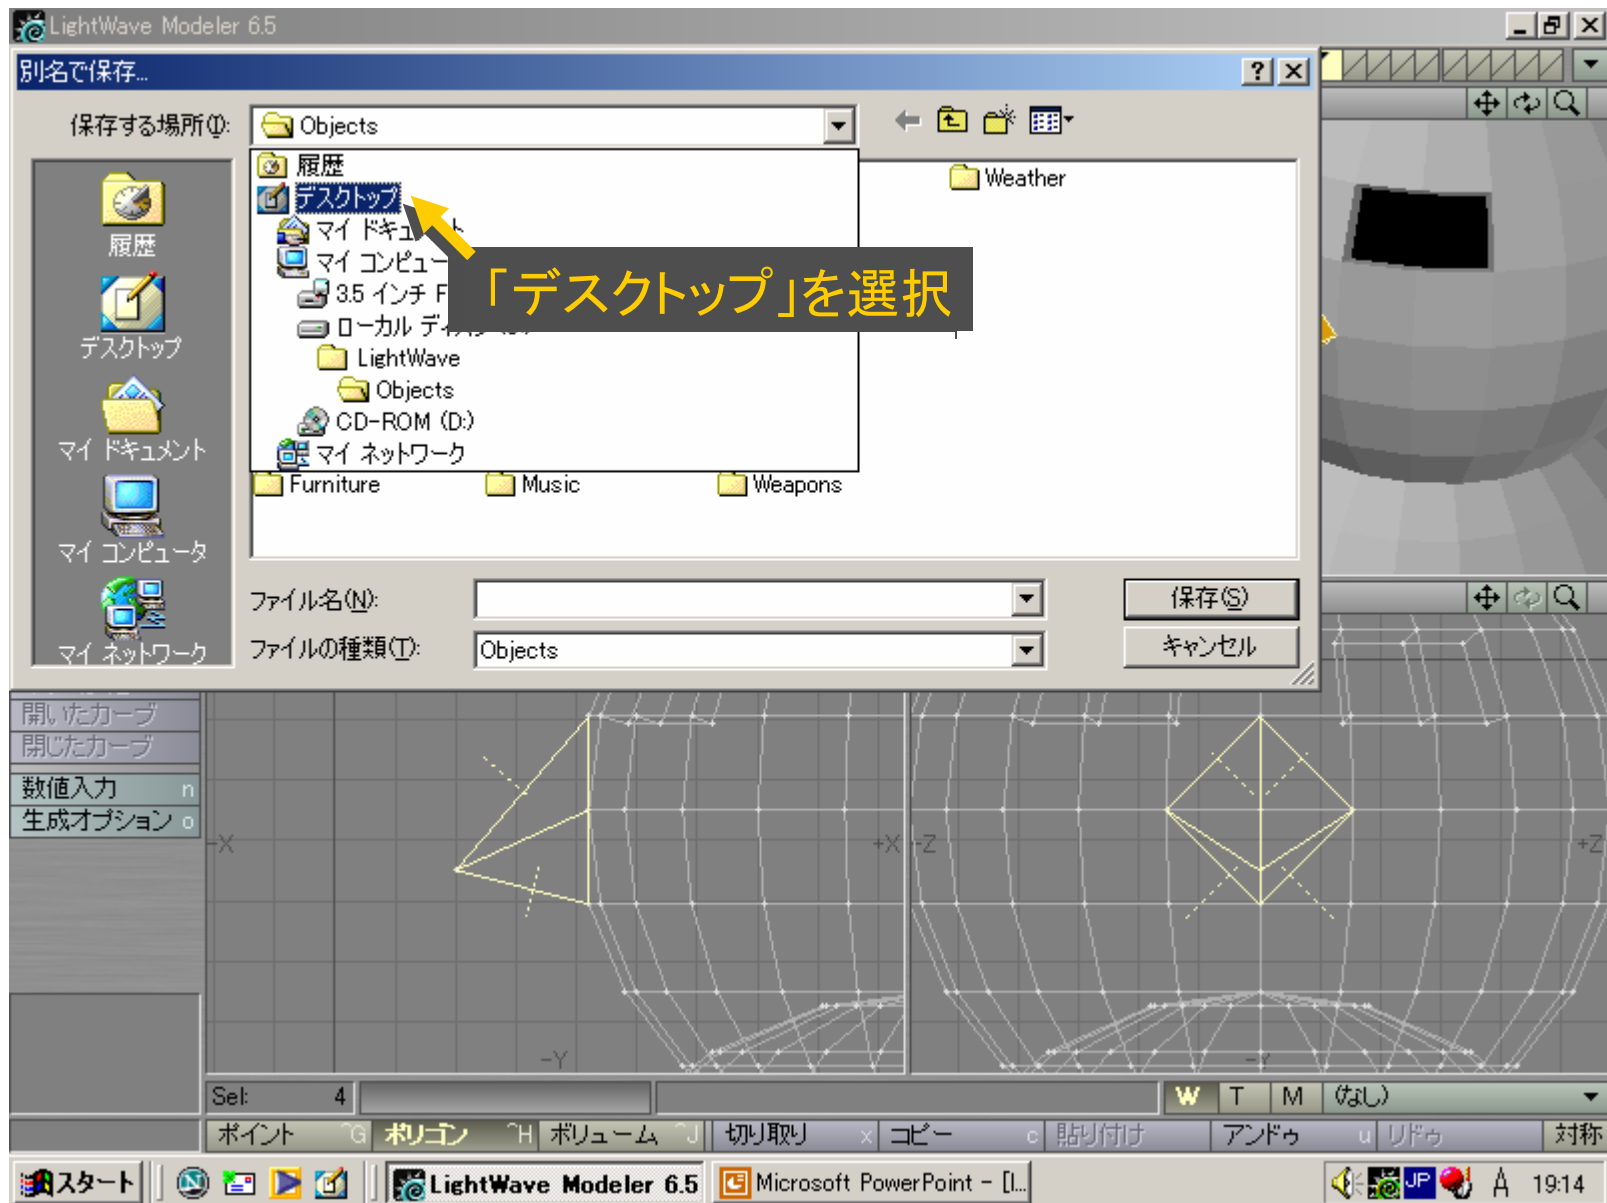 LightWave Modeler 6.5
別名で保存...
保存する場所(I):
Objects
履歴
デスクトップ
マイ ドキュメント
マイ コンピュータ
マイ ネットワーク
履歴
デスクトップ
マイ ドキュ ト
マイ コンピュー
3.5 インチ F
ローカル ディ
LightWave
Objects
CD-ROM (D:)
マイ ネットワーク
「デスクトップ」を選択
Weather
Furniture
Music
Weapons
ファイル名(N):
保存(S)
ファイルの種類(T):
Objects
キャンセル
開いたカーブ
閉じたカーブ
数値入力 n
生成オプション o
-X
+X
-Z
+Z
-Y
-Y
Sel: 4
W T M (なし)
ポイント ^G ポリゴン ^H ボリューム ^J 切り取り x コピー c 貼り付け アンドゥ u リドゥ 対称
スタート
LightWave Modeler 6.5
Microsoft PowerPoint - [l...
JP
A
19:14